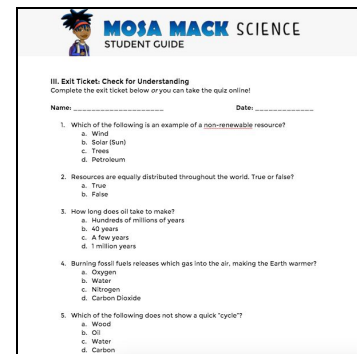 MOSA MACK SCIENCE
STUDENT GUIDE
III. Exit Ticket: Check for Understanding
Complete the exit ticket below or you can take the quiz online!
Name: ____________________ Date: _____________
1. Which of the following is an example of a non-renewable resource?
a. Wind
b. Solar (Sun)
c. Trees
d. Petroleum
2. Resources are equally distributed throughout the world. True or false?
a. True
b. False
3. How long does oil take to make?
a. Hundreds of millions of years
b. 40 years
c. A few years
d. 1 million years
4. Burning fossil fuels releases which gas into the air, making the Earth warmer?
a. Oxygen
b. Water
c. Nitrogen
d. Carbon Dioxide
5. Which of the following does not show a quick "cycle"?
a. Wood
b. Oil
c. Water
d. Carbon